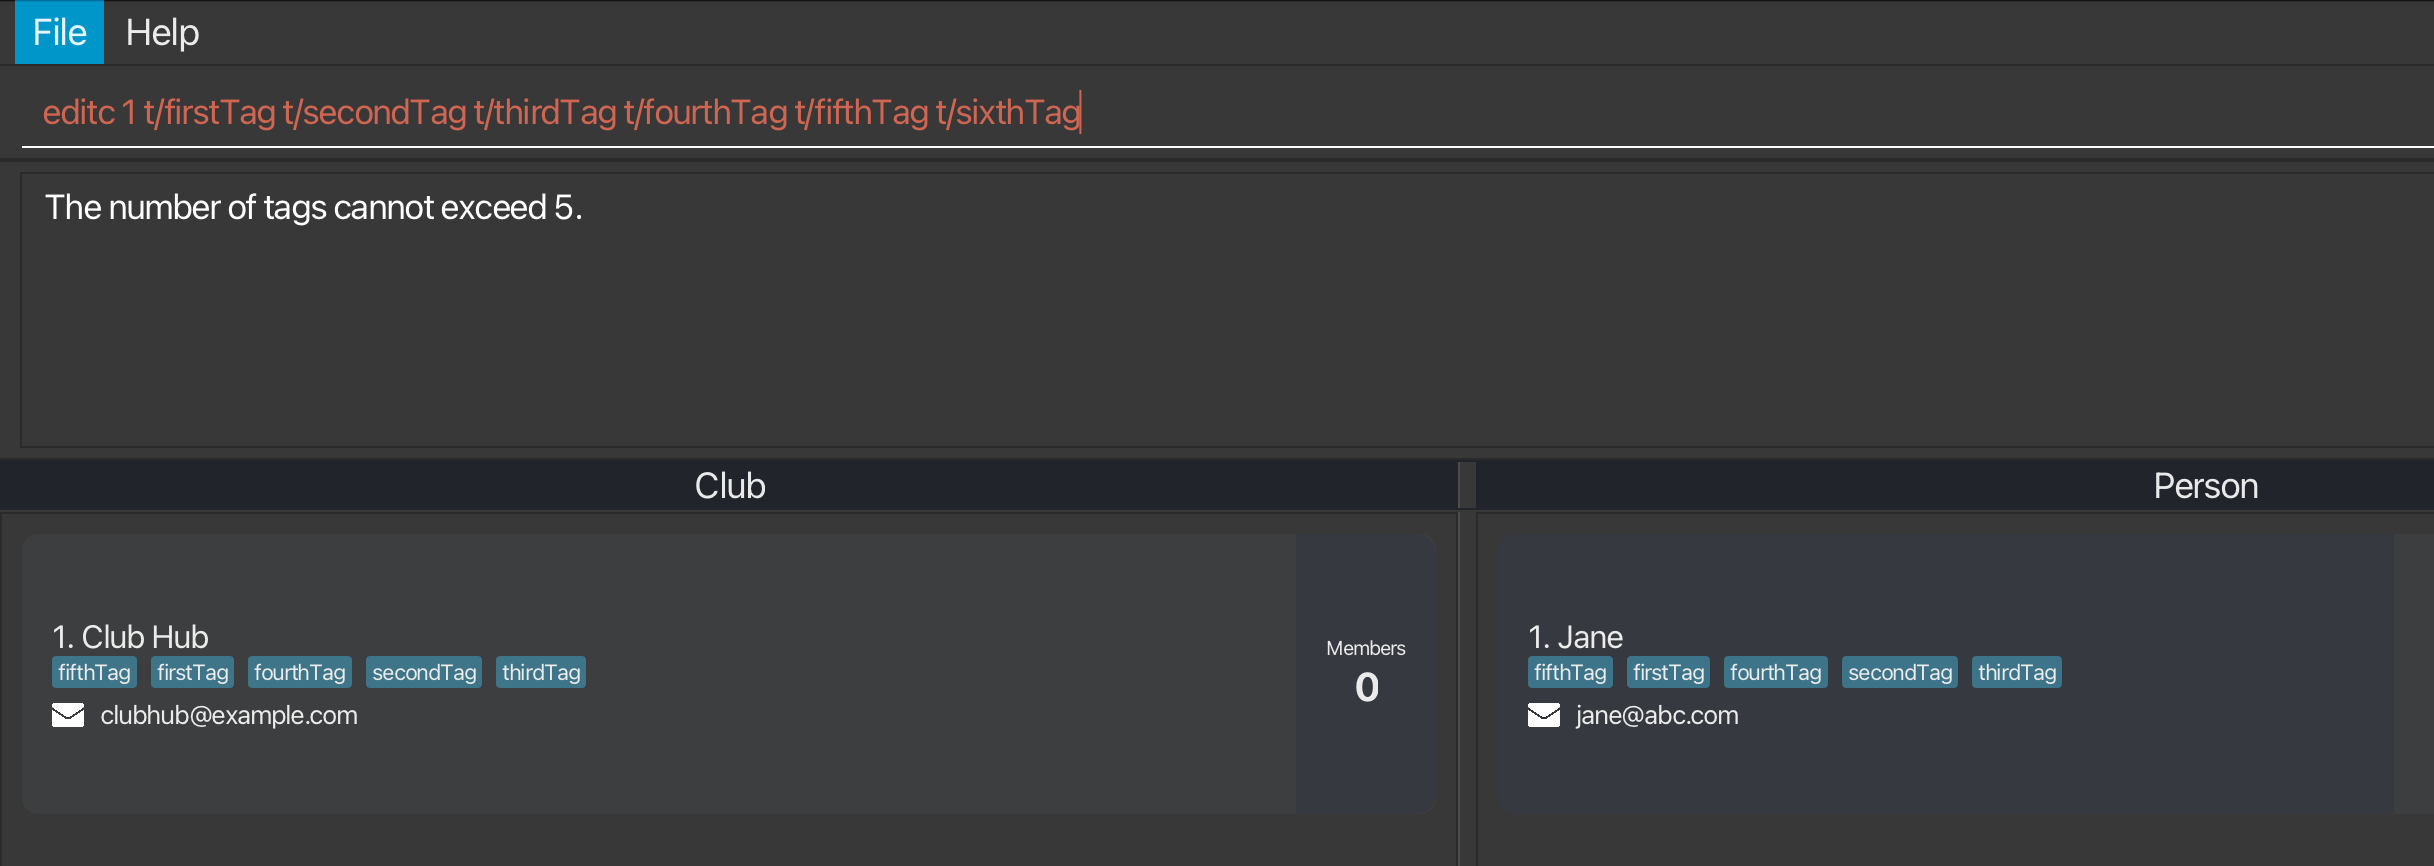 File Help
editc 1 t/firstTag t/secondTag t/thirdTag t/fourthTag t/fifthTag t/sixthTag
The number of tags cannot exceed 5.
Club
1. Club Hub
fifthTag firstTag fourthTag secondTag thirdTag
clubhub@example.com
Members
0
Person
1. Jane
fifthTag firstTag fourthTag secondTag thirdTag
jane@abc.com